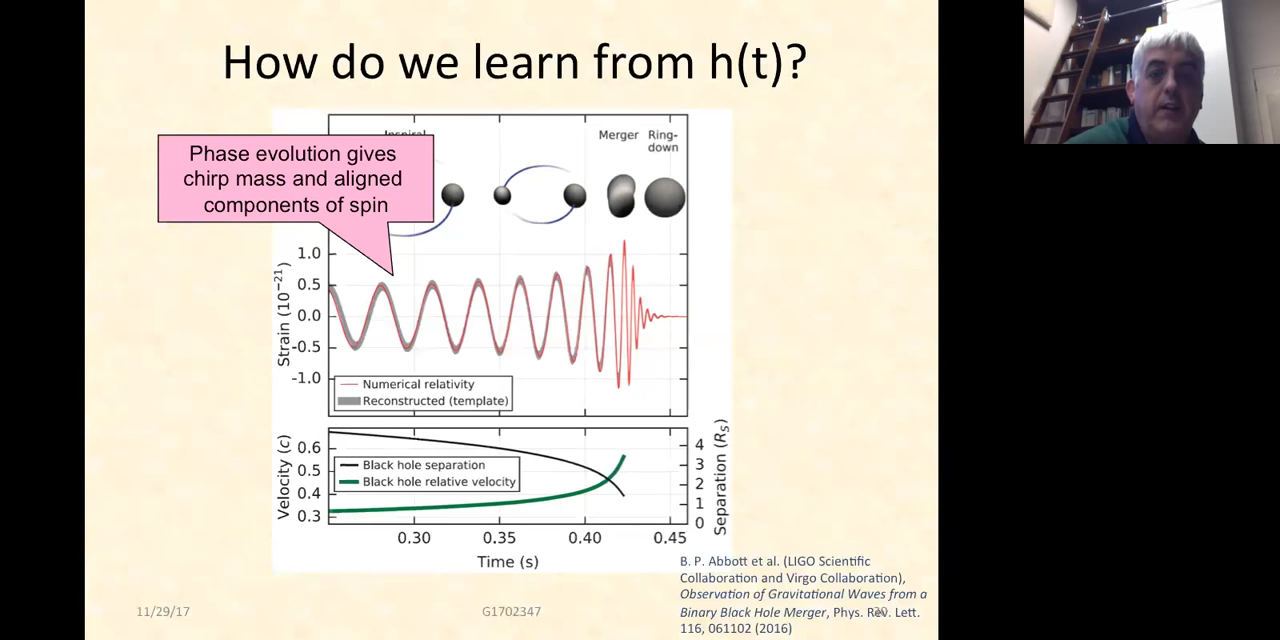 How do we learn from h(t)?
Phase evolution gives
chirp mass and aligned
components of spin
Inspiral
Merger
Ring-
down
1.0
0.5
0.0
-0.5
-1.0
Strain (10⁻²¹)
Numerical relativity
Reconstructed (template)
0.6
0.5
0.4
0.3
Velocity (c)
Black hole separation
Black hole relative velocity
4
3
2
1
0
Separation (R_S)
0.30 0.35 0.40 0.45
Time (s)
B. P. Abbott et al. (LIGO Scientific
Collaboration and Virgo Collaboration),
Observation of Gravitational Waves from a
Binary Black Hole Merger, Phys. Rev. Lett.
116, 061102 (2016)
11/29/17
G1702347